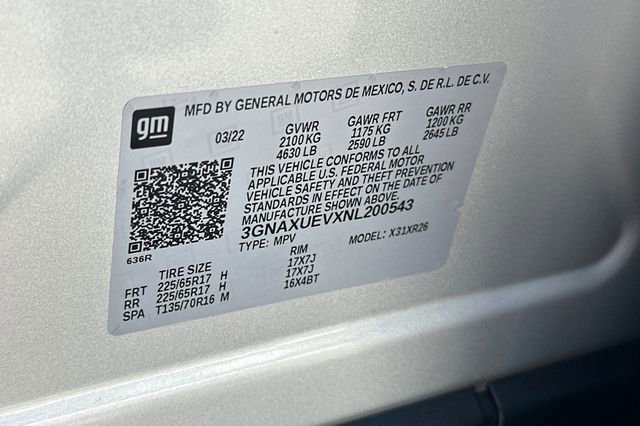 gm
MFD BY GENERAL MOTORS DE MEXICO, S. DE R.L. DE C.V.
03/22 GVWR GAWR FRT GAWR RR
2100 KG 1175 KG 1200 KG
4630 LB 2590 LB 2645 LB
THIS VEHICLE CONFORMS TO ALL
APPLICABLE U.S. FEDERAL MOTOR
VEHICLE SAFETY AND THEFT PREVENTION
STANDARDS IN EFFECT ON THE DATE OF
MANUFACTURE SHOWN ABOVE.
3GNAXUEVXNL200543
TYPE: MPV MODEL: X31XR26
636R
TIRE SIZE RIM
FRT 225/65R17 H 17X7J
RR 225/65R17 H 17X7J
SPA T135/70R16 M 16X4BT